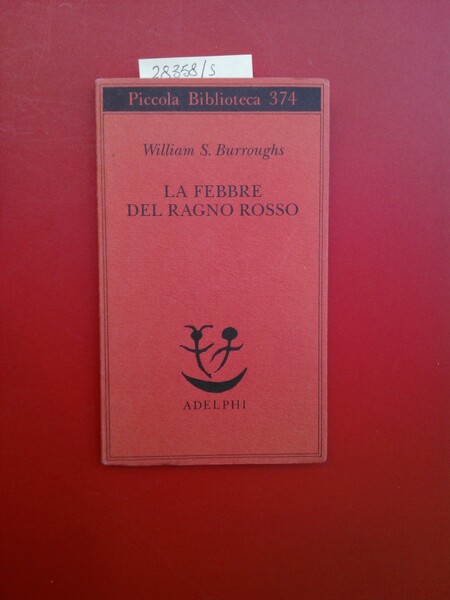 28358/s
Piccola Biblioteca 374
William S. Burroughs
LA FEBBRE
DEL RAGNO ROSSO
ADELPHI